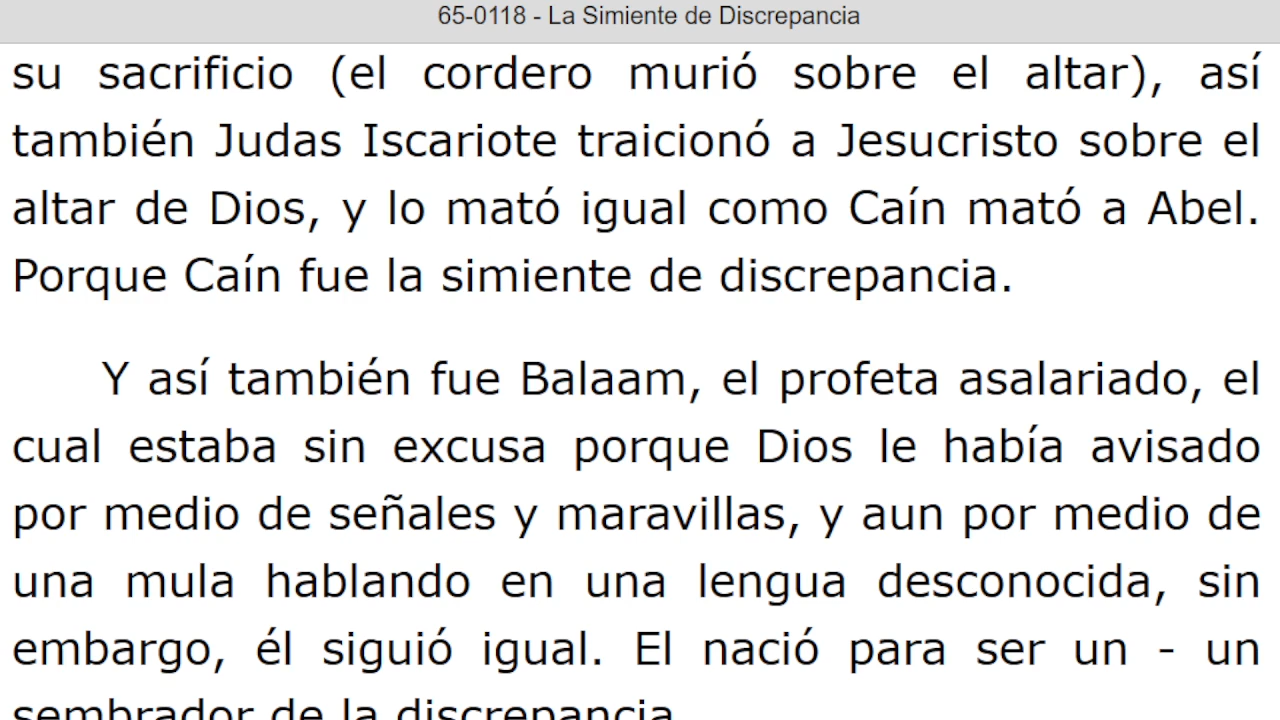 65-0118 - La Simiente de Discrepancia
su sacrificio (el cordero murió sobre el altar), así
también Judas Iscariote traicionó a Jesucristo sobre el
altar de Dios, y lo mató igual como Caín mató a Abel.
Porque Caín fue la simiente de discrepancia.
Y así también fue Balaam, el profeta asalariado, el
cual estaba sin excusa porque Dios le había avisado
por medio de señales y maravillas, y aun por medio de
una mula hablando en una lengua desconocida, sin
embargo, él siguió igual. El nació para ser un - un
sembrador de la discrepancia